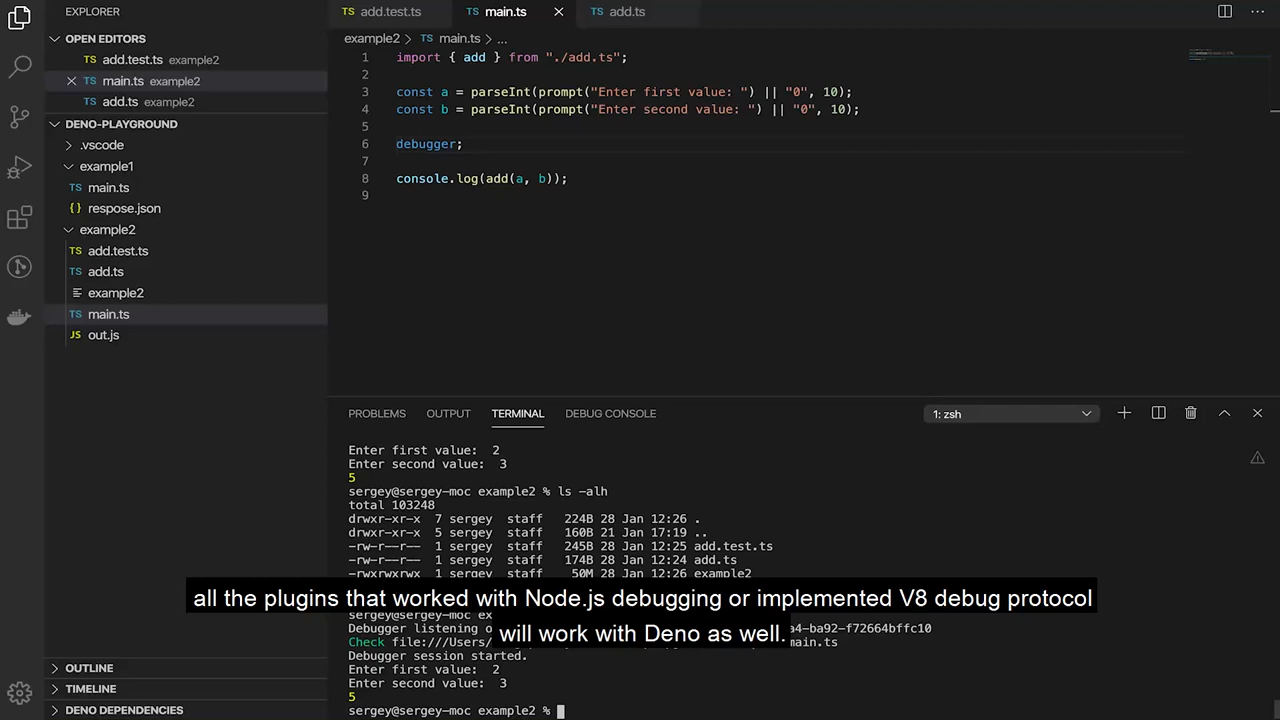 EXPLORER
OPEN EDITORS
TS add.test.ts example2
TS main.ts example2
TS add.ts example2
DENO-PLAYGROUND
.vscode
example1
TS main.ts
{} respose.json
example2
TS add.test.ts
TS add.ts
example2
TS main.ts
JS out.js
OUTLINE
TIMELINE
DENO DEPENDENCIES
TS add.test.ts TS main.ts TS add.ts
example2 > TS main.ts > ...
1 import { add } from "./add.ts";
2
3 const a = parseInt(prompt("Enter first value: ") || "0", 10);
4 const b = parseInt(prompt("Enter second value: ") || "0", 10);
5
6 debugger;
7
8 console.log(add(a, b));
9
PROBLEMS OUTPUT TERMINAL DEBUG CONSOLE 1: zsh
Enter first value: 2
Enter second value: 3
5
sergey@sergey-moc example2 % ls -alh
total 103248
drwxr-xr-x 7 sergey staff 224B 28 Jan 12:26 .
drwxr-xr-x 5 sergey staff 160B 21 Jan 17:19 ..
-rw-r--r-- 1 sergey staff 245B 28 Jan 12:25 add.test.ts
-rw-r--r-- 1 sergey staff 174B 28 Jan 12:24 add.ts
-rwxrwxrwx 1 sergey staff 50M 28 Jan 12:26 example2
all the plugins that worked with Node.js debugging or implemented V8 debug protocol
will work with Deno as well.
sergey@sergey-moc
Debugger listening a4-ba92-f72664bffc10
Check file:///Users/ main.ts
Debugger session started.
Enter first value: 2
Enter second value: 3
5
sergey@sergey-moc example2 %